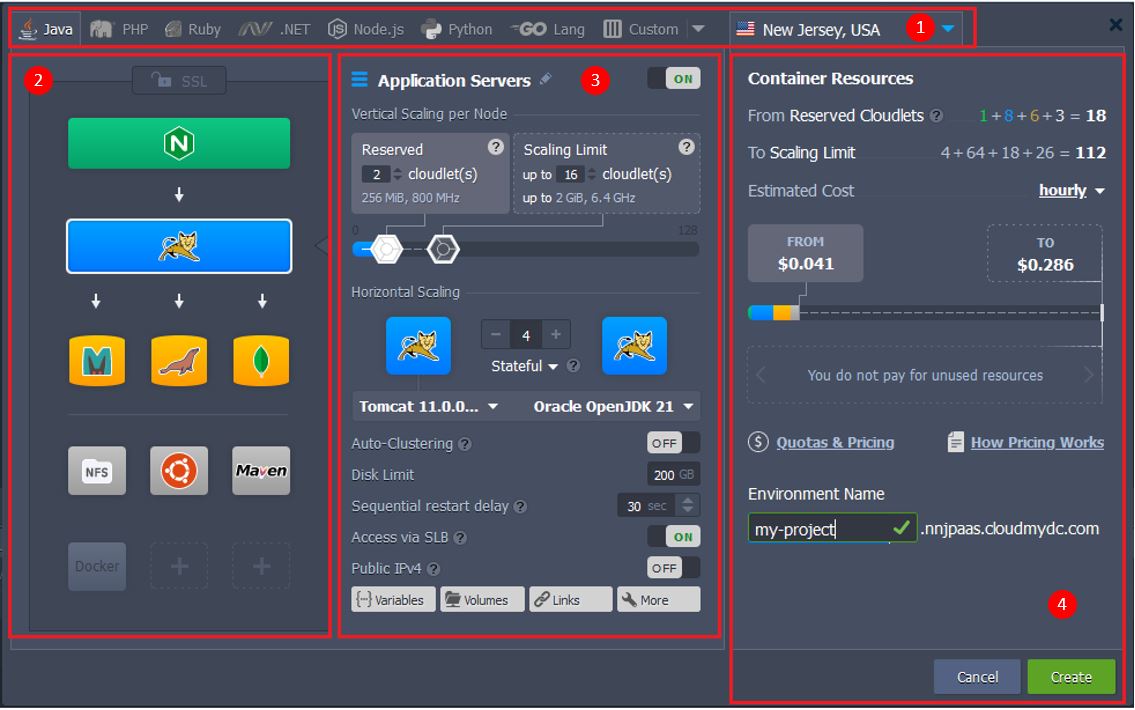 Java PHP Ruby .NET Node.js Python GO Lang Custom New Jersey, USA 1
2 SSL
N
NFS Maven
Docker + +
Application Servers 3 ON
Vertical Scaling per Node
Reserved ? Scaling Limit ?
2 cloudlet(s) up to 16 cloudlet(s)
256 MiB, 800 MHz up to 2 GiB, 6.4 GHz
0 128
Horizontal Scaling
− 4 +
Stateful ?
Tomcat 11.0.0... Oracle OpenJDK 21
Auto-Clustering ? OFF
Disk Limit 200 GB
Sequential restart delay ? 30 sec
Access via SLB ? ON
Public IPv4 ? OFF
Variables Volumes Links More
Container Resources
From Reserved Cloudlets ? 1 + 8 + 6 + 3 = 18
To Scaling Limit 4 + 64 + 18 + 26 = 112
Estimated Cost hourly
FROM TO
$0.041 $0.286
You do not pay for unused resources
$ Quotas & Pricing How Pricing Works
Environment Name
my-project .nnjpaas.cloudmydc.com
4
Cancel Create